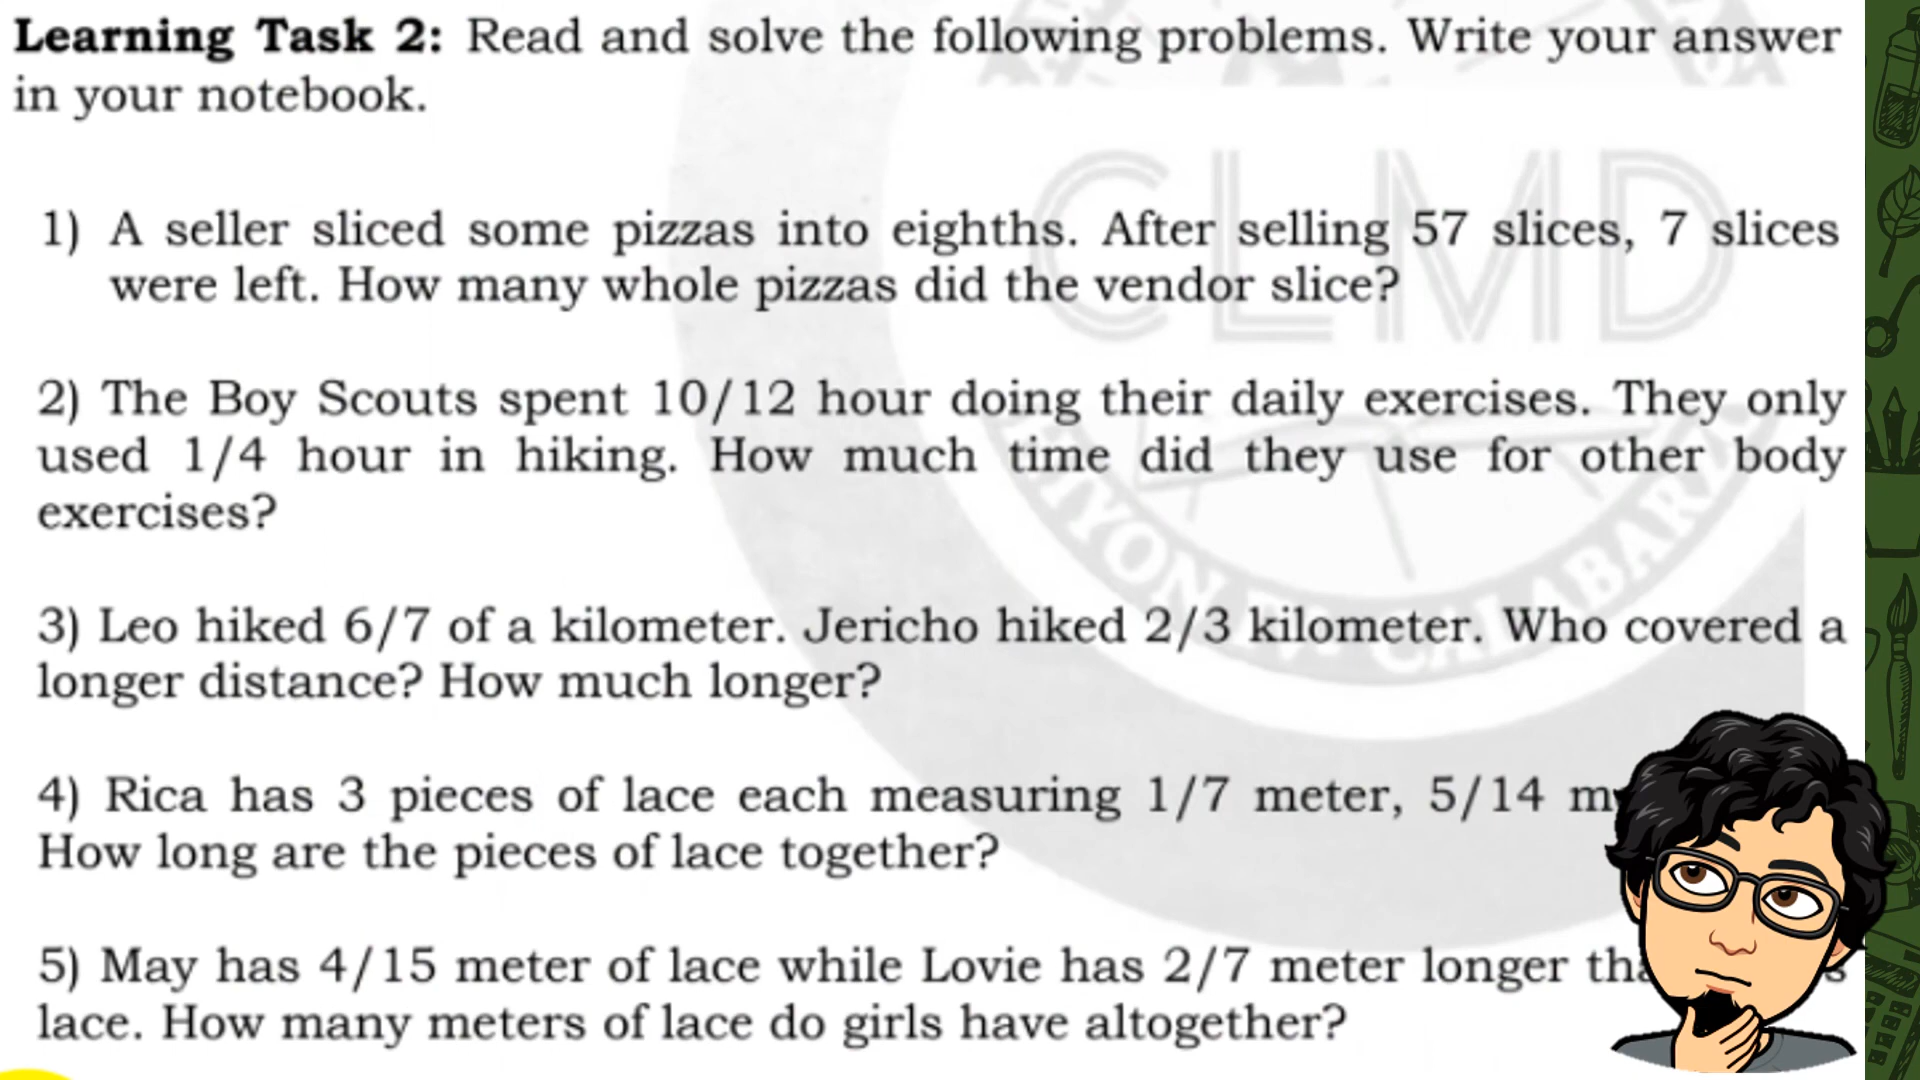 Learning Task 2: Read and solve the following problems. Write your answer
in your notebook.
1) A seller sliced some pizzas into eighths. After selling 57 slices, 7 slices
were left. How many whole pizzas did the vendor slice?
2) The Boy Scouts spent 10/12 hour doing their daily exercises. They only
used 1/4 hour in hiking. How much time did they use for other body
exercises?
3) Leo hiked 6/7 of a kilometer. Jericho hiked 2/3 kilometer. Who covered a
longer distance? How much longer?
4) Rica has 3 pieces of lace each measuring 1/7 meter, 5/14
How long are the pieces of lace together?
5) May has 4/15 meter of lace while Lovie has 2/7 meter longer
lace. How many meters of lace do girls have altogether?
CLMD